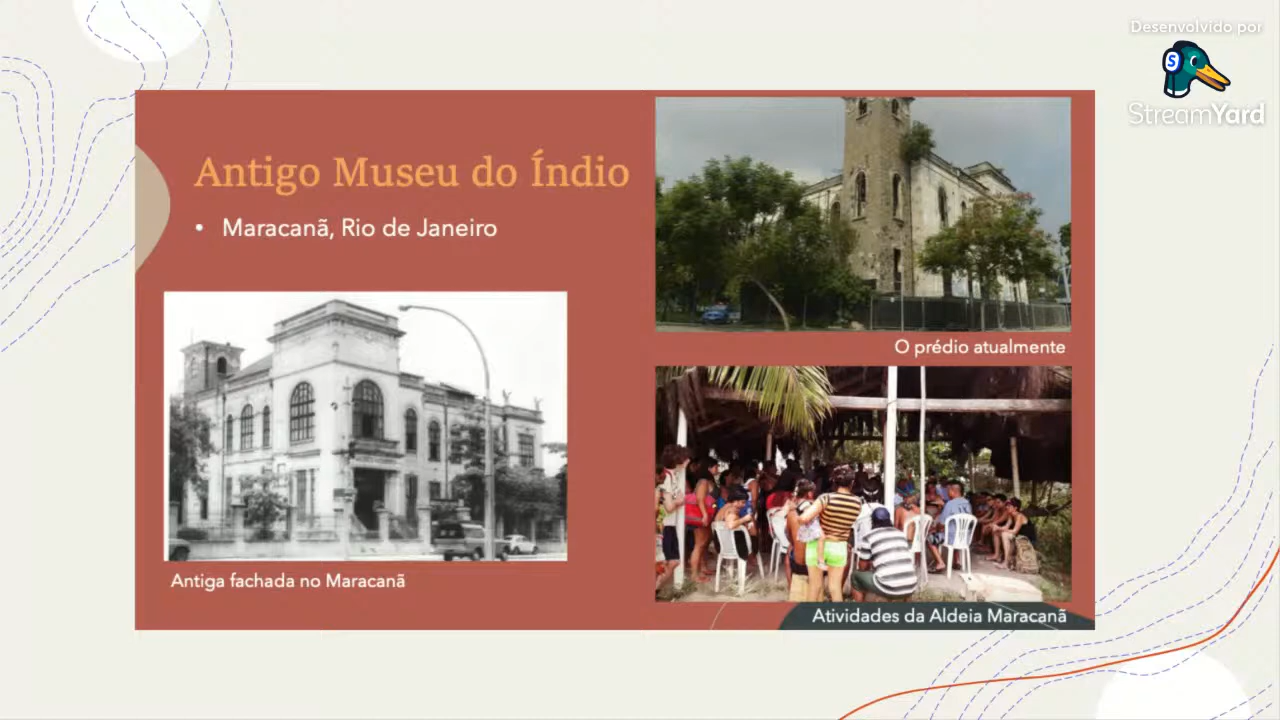 Desenvolvido por
S
StreamYard
Antigo Museu do Índio
• Maracanã, Rio de Janeiro
O prédio atualmente
Antiga fachada no Maracanã
Atividades da Aldeia Maracanã